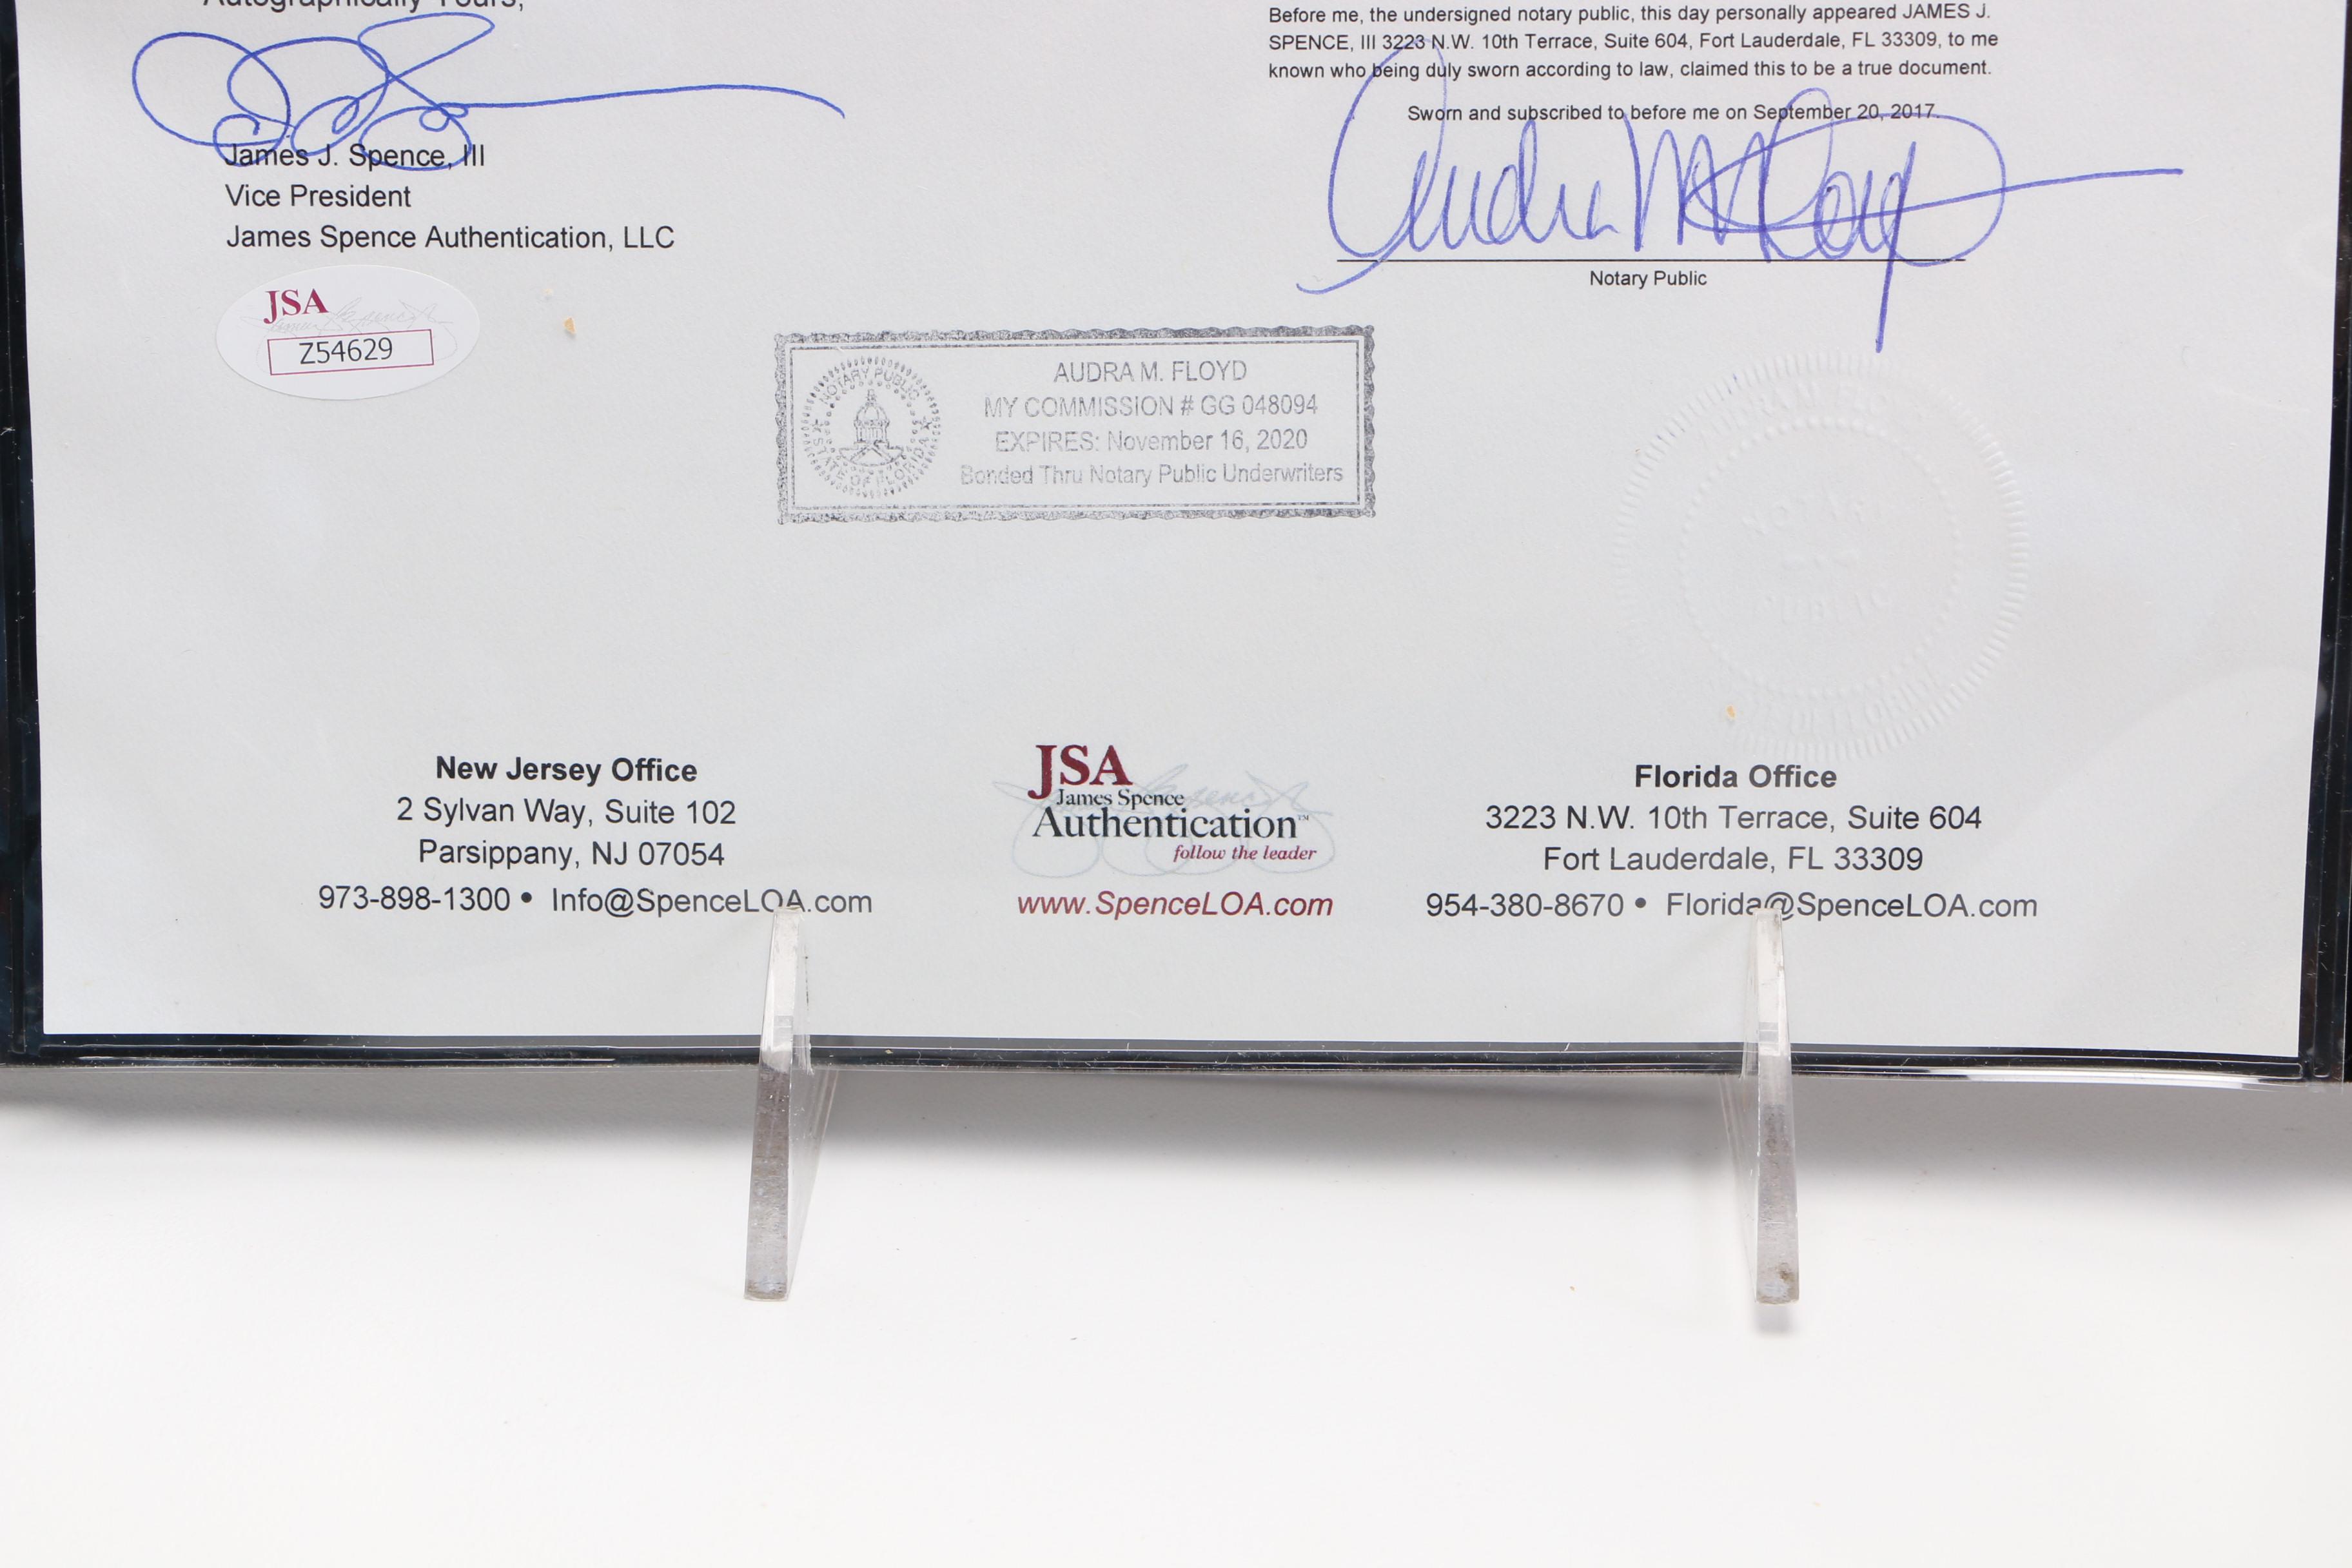 Autographically Yours,
James J. Spence, III
Vice President
James Spence Authentication, LLC
JSA
Z54629
Before me, the undersigned notary public, this day personally appeared JAMES J.
SPENCE, III 3223 N.W. 10th Terrace, Suite 604, Fort Lauderdale, FL 33309, to me
known who being duly sworn according to law, claimed this to be a true document.
Sworn and subscribed to before me on September 20, 2017.
Audra M Floyd
Notary Public
NOTARY PUBLIC
STATE OF FLORIDA
AUDRA M. FLOYD
MY COMMISSION # GG 048094
EXPIRES: November 16, 2020
Bonded Thru Notary Public Underwriters
PUBLIC
New Jersey Office
2 Sylvan Way, Suite 102
Parsippany, NJ 07054
973-898-1300 • Info@SpenceLOA.com
JSA
James Spence
Authentication™
follow the leader
www.SpenceLOA.com
Florida Office
3223 N.W. 10th Terrace, Suite 604
Fort Lauderdale, FL 33309
954-380-8670 • Florida@SpenceLOA.com